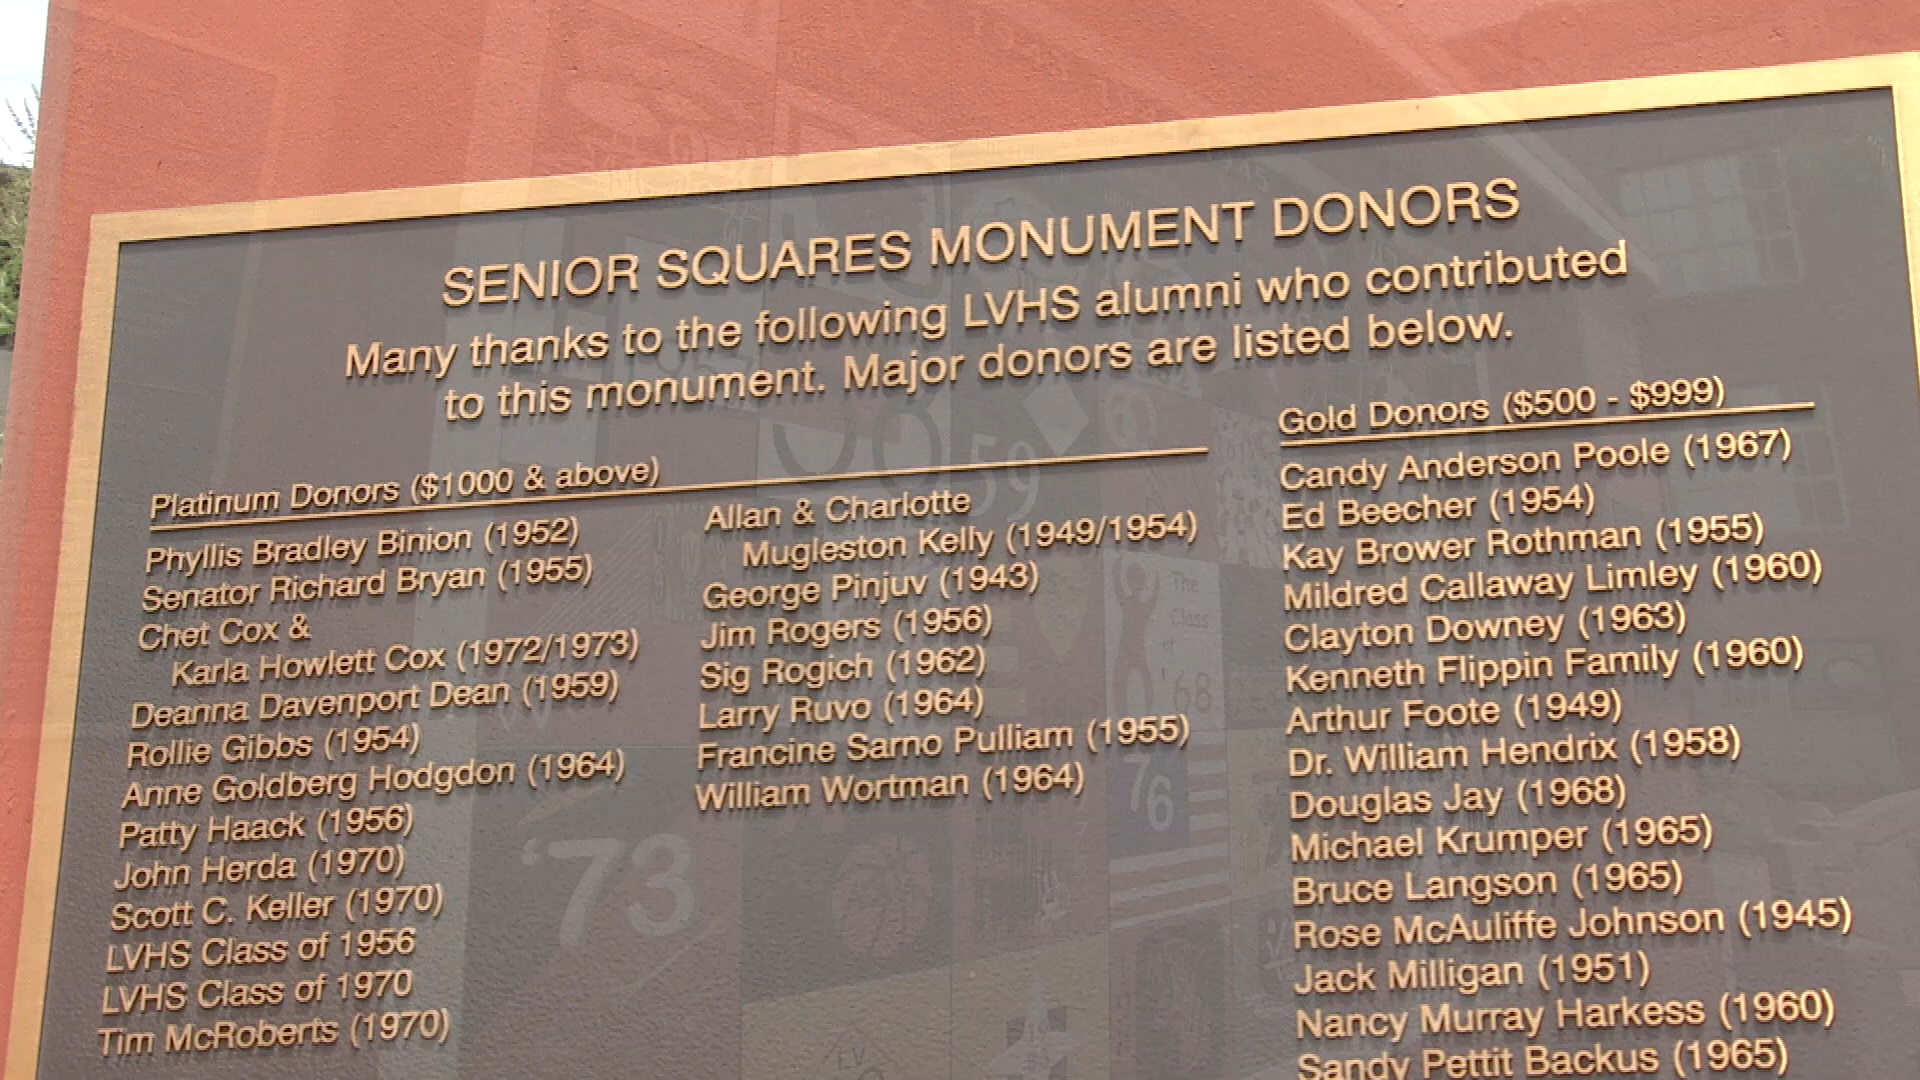 SENIOR SQUARES MONUMENT DONORS
Many thanks to the following LVHS alumni who contributed
to this monument. Major donors are listed below.
Platinum Donors ($1000 & above)
Phyllis Bradley Binion (1952)
Senator Richard Bryan (1955)
Chet Cox &
Karla Howlett Cox (1972/1973)
Deanna Davenport Dean (1959)
Rollie Gibbs (1954)
Anne Goldberg Hodgdon (1964)
Patty Haack (1956)
John Herda (1970)
Scott C. Keller (1970)
LVHS Class of 1956
LVHS Class of 1970
Tim McRoberts (1970)
Allan & Charlotte
Mugleston Kelly (1949/1954)
George Pinjuv (1943)
Jim Rogers (1956)
Sig Rogich (1962)
Larry Ruvo (1964)
Francine Sarno Pulliam (1955)
William Wortman (1964)
Gold Donors ($500 - $999)
Candy Anderson Poole (1967)
Ed Beecher (1954)
Kay Brower Rothman (1955)
Mildred Callaway Limley (1960)
Clayton Downey (1963)
Kenneth Flippin Family (1960)
Arthur Foote (1949)
Dr. William Hendrix (1958)
Douglas Jay (1968)
Michael Krumper (1965)
Bruce Langson (1965)
Rose McAuliffe Johnson (1945)
Jack Milligan (1951)
Nancy Murray Harkess (1960)
Sandy Pettit Backus (1965)
59
The
Class
of
'68
76
'73